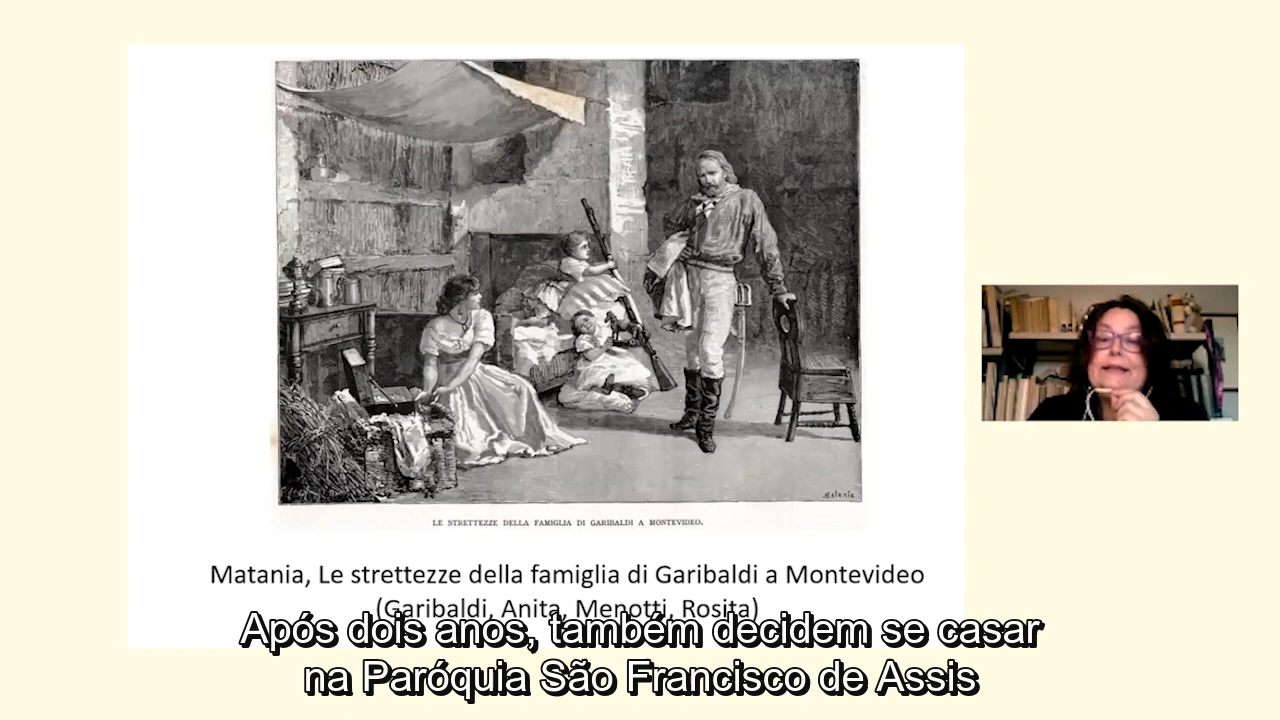 Matania
LE STRETTEZZE DELLA FAMIGLIA DI GARIBALDI A MONTEVIDEO.
Matania, Le strettezze della famiglia di Garibaldi a Montevideo
(Garibaldi, Anita, Menotti, Rosita)
Após dois anos, também decidem se casar
na Paróquia São Francisco de Assis